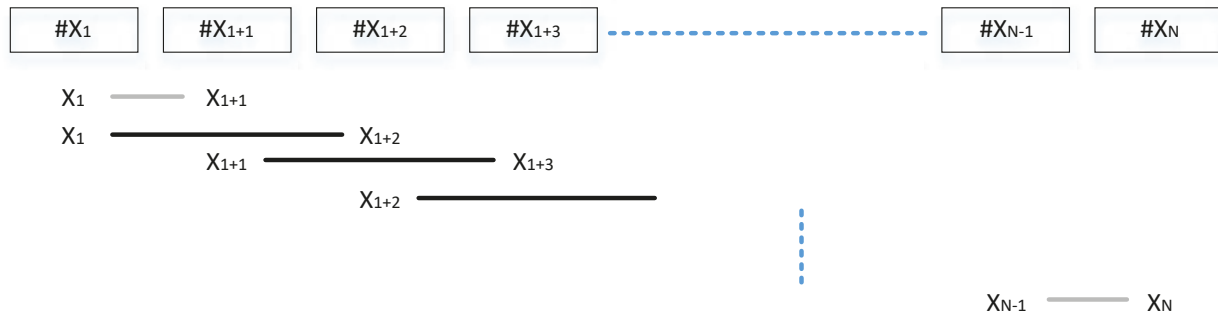 #X1 #X1+1 #X1+2 #X1+3 #XN-1 #XN
X1 X1+1
X1 X1+2
X1+1 X1+3
X1+2
XN-1 XN